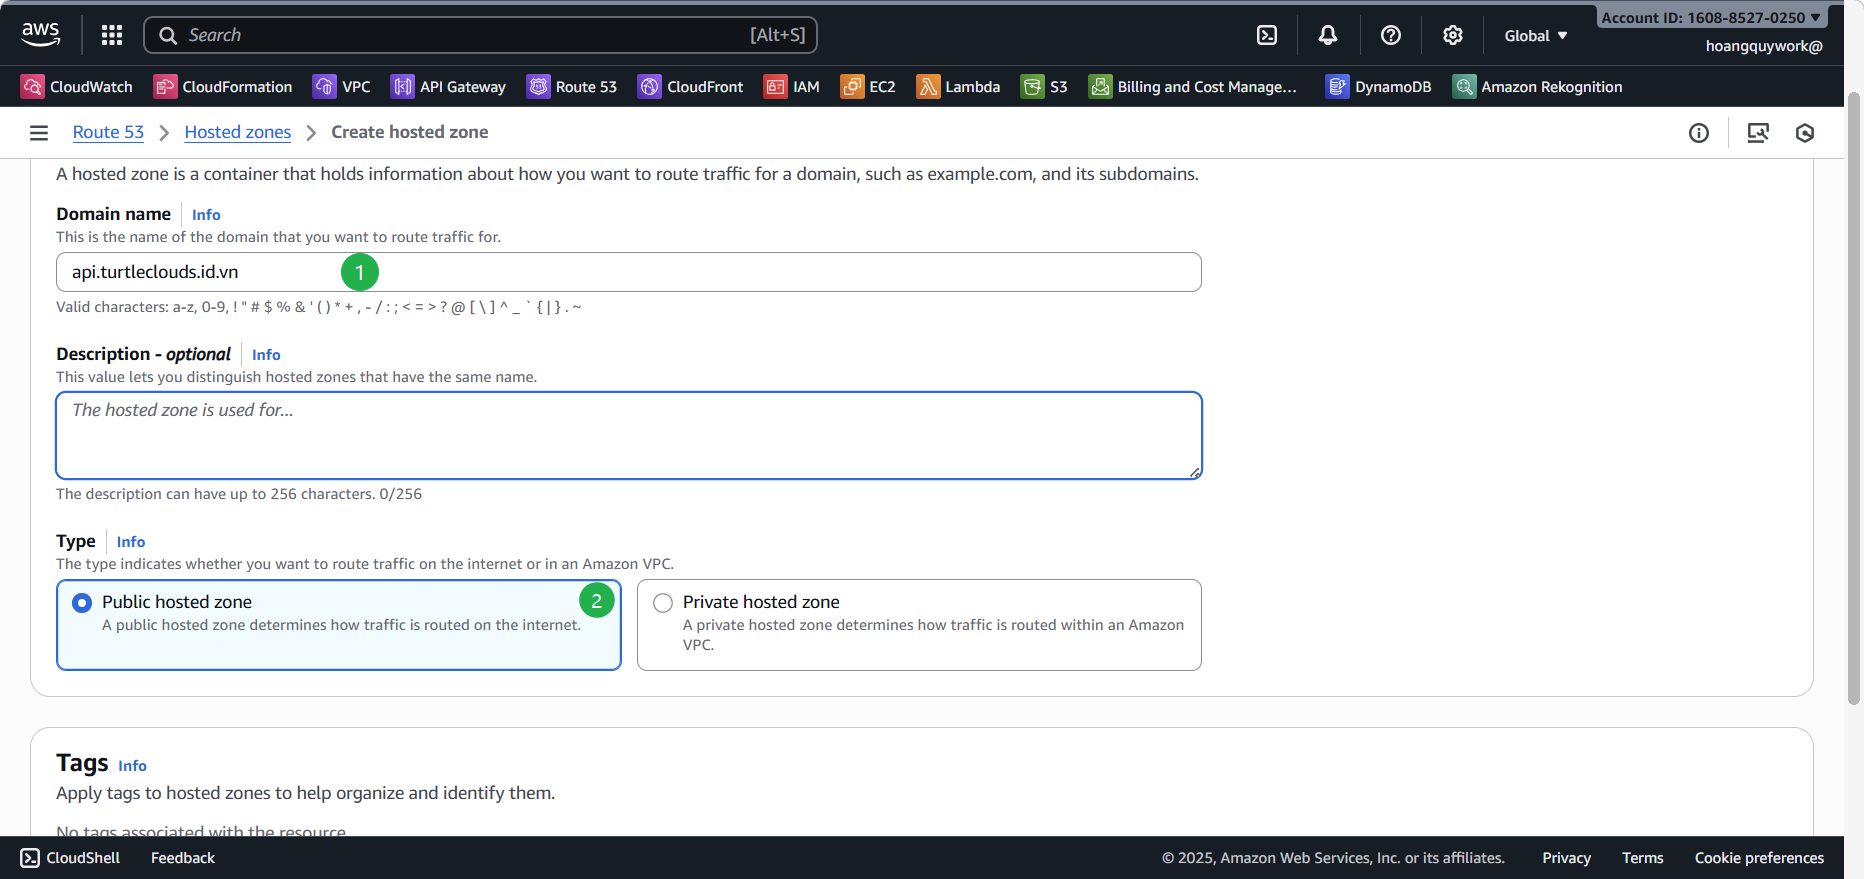 aws
Search [Alt+S]
Global
Account ID: 1608-8527-0250
hoangquywork@
CloudWatch CloudFormation VPC API Gateway Route 53 CloudFront IAM EC2 Lambda S3 Billing and Cost Manage... DynamoDB Amazon Rekognition
Route 53 Hosted zones Create hosted zone
A hosted zone is a container that holds information about how you want to route traffic for a domain, such as example.com, and its subdomains.
Domain name Info
This is the name of the domain that you want to route traffic for.
api.turtleclouds.id.vn 1
Valid characters: a-z, 0-9, ! " # $ % & ' ( ) * + , - / : ; < = > ? @ [ \ ] ^ _ ` { | } . ~
Description - optional Info
This value lets you distinguish hosted zones that have the same name.
The hosted zone is used for...
The description can have up to 256 characters. 0/256
Type Info
The type indicates whether you want to route traffic on the internet or in an Amazon VPC.
Public hosted zone 2
A public hosted zone determines how traffic is routed on the internet.
Private hosted zone
A private hosted zone determines how traffic is routed within an Amazon
VPC.
Tags Info
Apply tags to hosted zones to help organize and identify them.
No tags associated with the resource.
CloudShell Feedback © 2025, Amazon Web Services, Inc. or its affiliates. Privacy Terms Cookie preferences